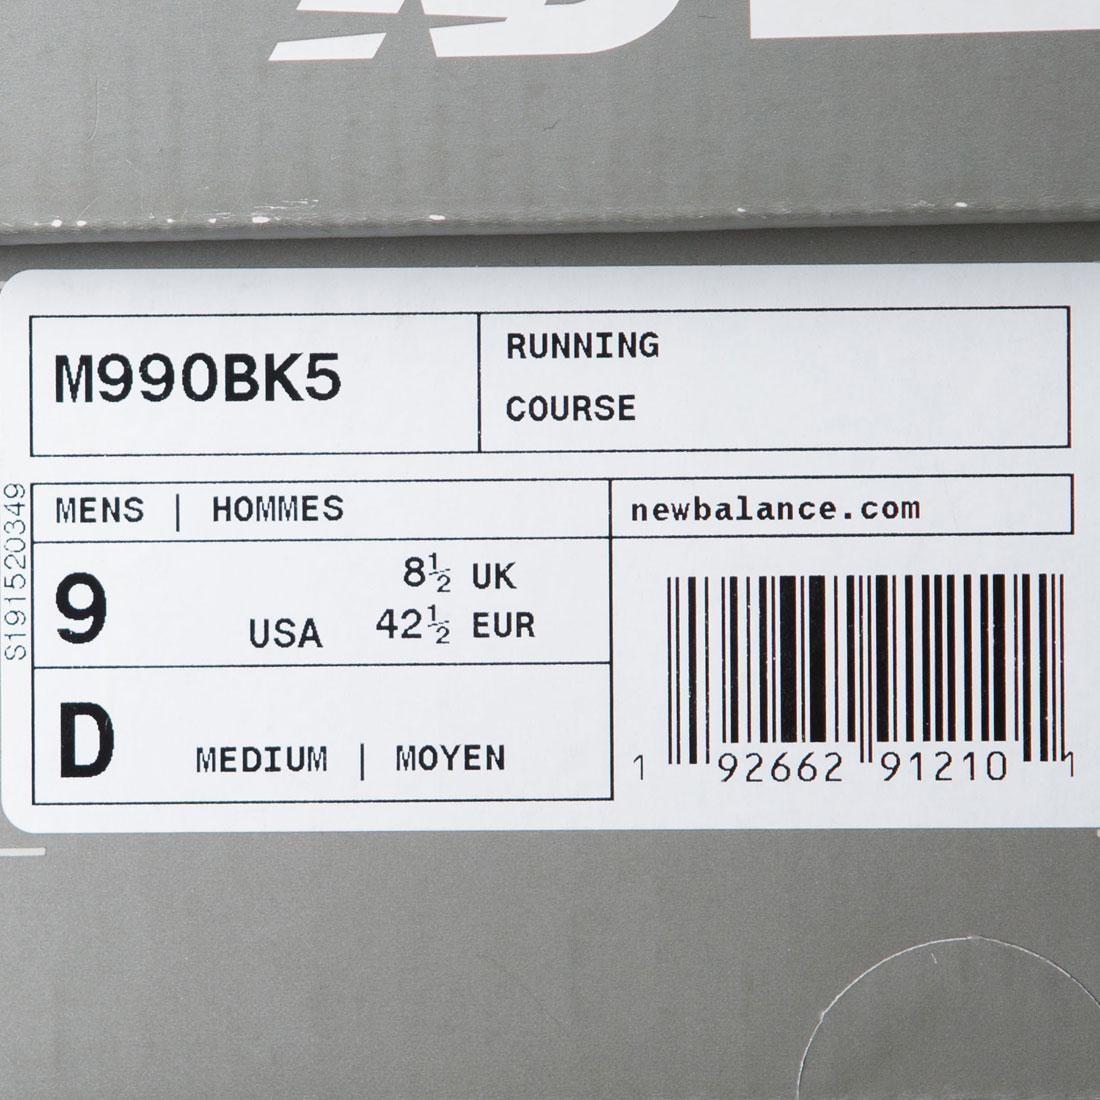 M990BK5
RUNNING
COURSE
S191520349
MENS | HOMMES
newbalance.com
9 USA
8½ UK
42½ EUR
D MEDIUM | MOYEN
1 92662 91210 1